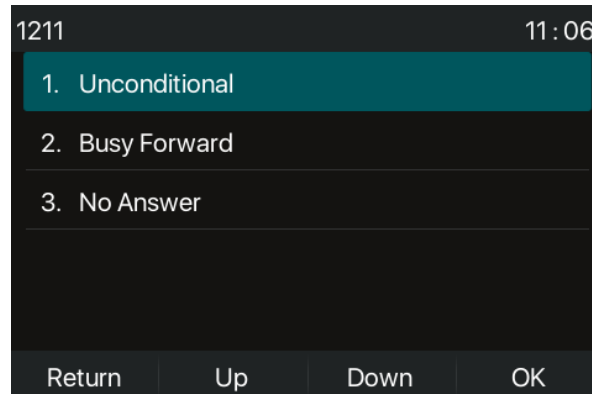 1211 11:06
1. Unconditional
2. Busy Forward
3. No Answer
Return Up Down OK